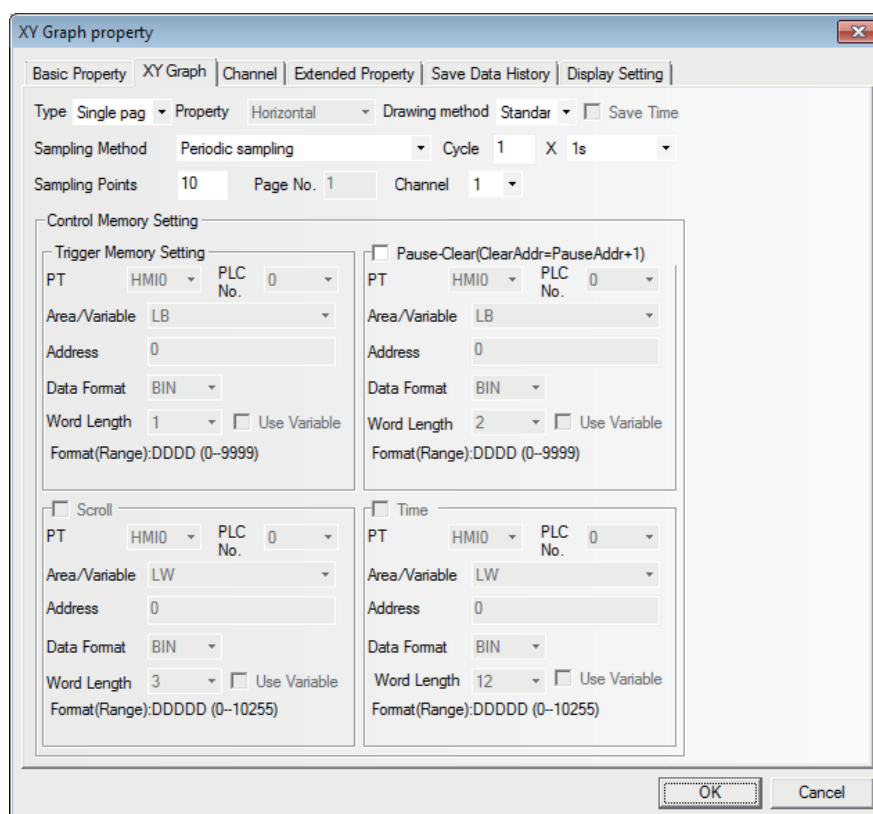 XY Graph property
Basic Property XY Graph Channel Extended Property Save Data History Display Setting
Type Single pag Property Horizontal Drawing method Standar Save Time
Sampling Method Periodic sampling Cycle 1 X 1s
Sampling Points 10 Page No. 1 Channel 1
Control Memory Setting
Trigger Memory Setting
PT HMI0 PLC No. 0
Area/Variable LB
Address 0
Data Format BIN
Word Length 1 Use Variable
Format(Range):DDDD (0--9999)
Pause-Clear(ClearAddr=PauseAddr+1)
PT HMI0 PLC No. 0
Area/Variable LB
Address 0
Data Format BIN
Word Length 2 Use Variable
Format(Range):DDDD (0--9999)
Scroll
PT HMI0 PLC No. 0
Area/Variable LW
Address 0
Data Format BIN
Word Length 3 Use Variable
Format(Range):DDDDD (0--10255)
Time
PT HMI0 PLC No. 0
Area/Variable LW
Address 0
Data Format BIN
Word Length 12 Use Variable
Format(Range):DDDDD (0--10255)
OK Cancel